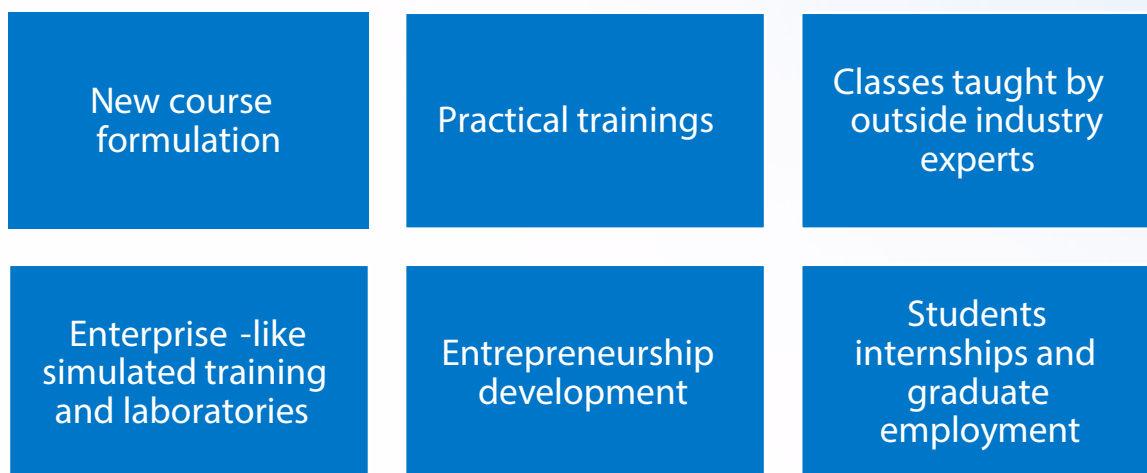 New course
formulation
Practical trainings
Classes taught by
outside industry
experts
Enterprise -like
simulated training
and laboratories
Entrepreneurship
development
Students
internships and
graduate
employment